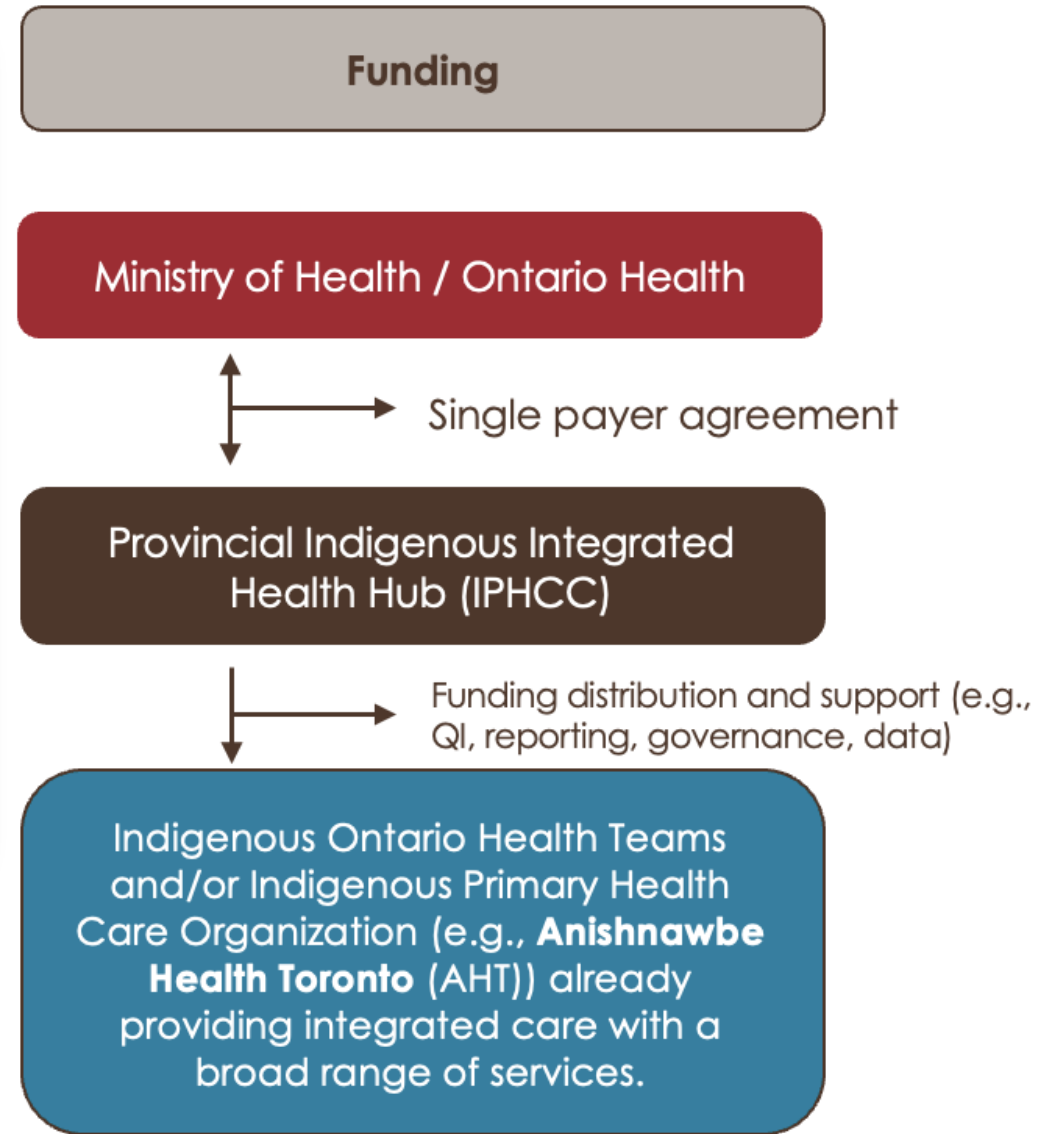 Funding
Ministry of Health / Ontario Health
Single payer agreement
Provincial Indigenous Integrated
Health Hub (IPHCC)
Funding distribution and support (e.g.,
QI, reporting, governance, data)
Indigenous Ontario Health Teams
and/or Indigenous Primary Health
Care Organization (e.g., Anishnawbe
Health Toronto (AHT)) already
providing integrated care with a
broad range of services.